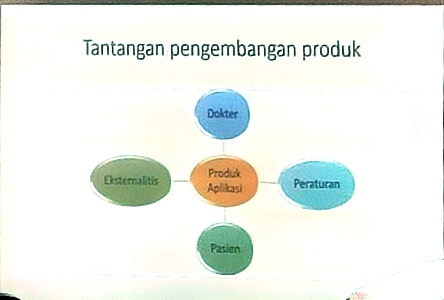 Tantangan pengembangan produk
Dokter
Eksternalitis
Produk
Aplikasi
Peraturan
Pasien